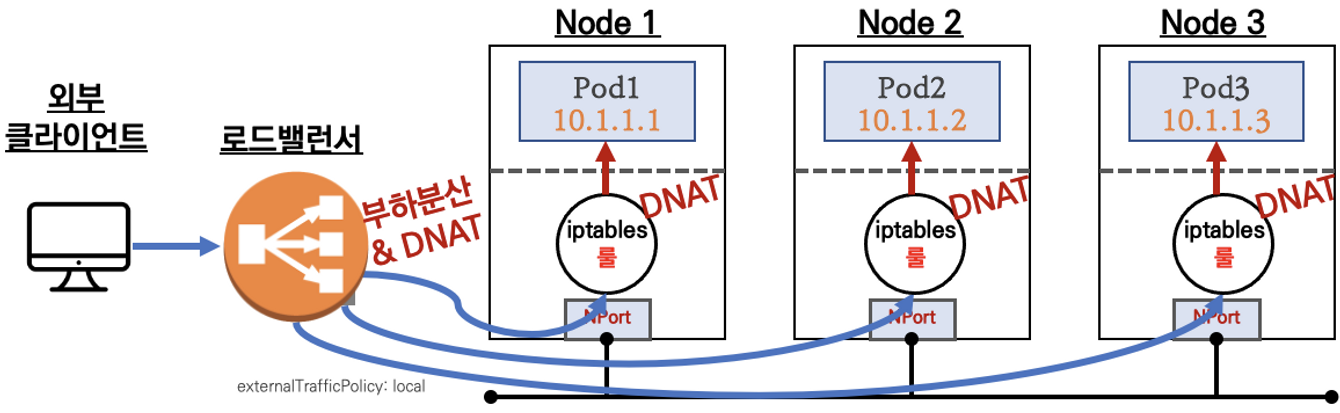 외부
클라이언트
로드밸런서
부하분산
& DNAT
externalTrafficPolicy: local
Node 1
Pod1
10.1.1.1
DNAT
iptables
룰
NPort
Node 2
Pod2
10.1.1.2
DNAT
iptables
룰
NPort
Node 3
Pod3
10.1.1.3
DNAT
iptables
룰
NPort